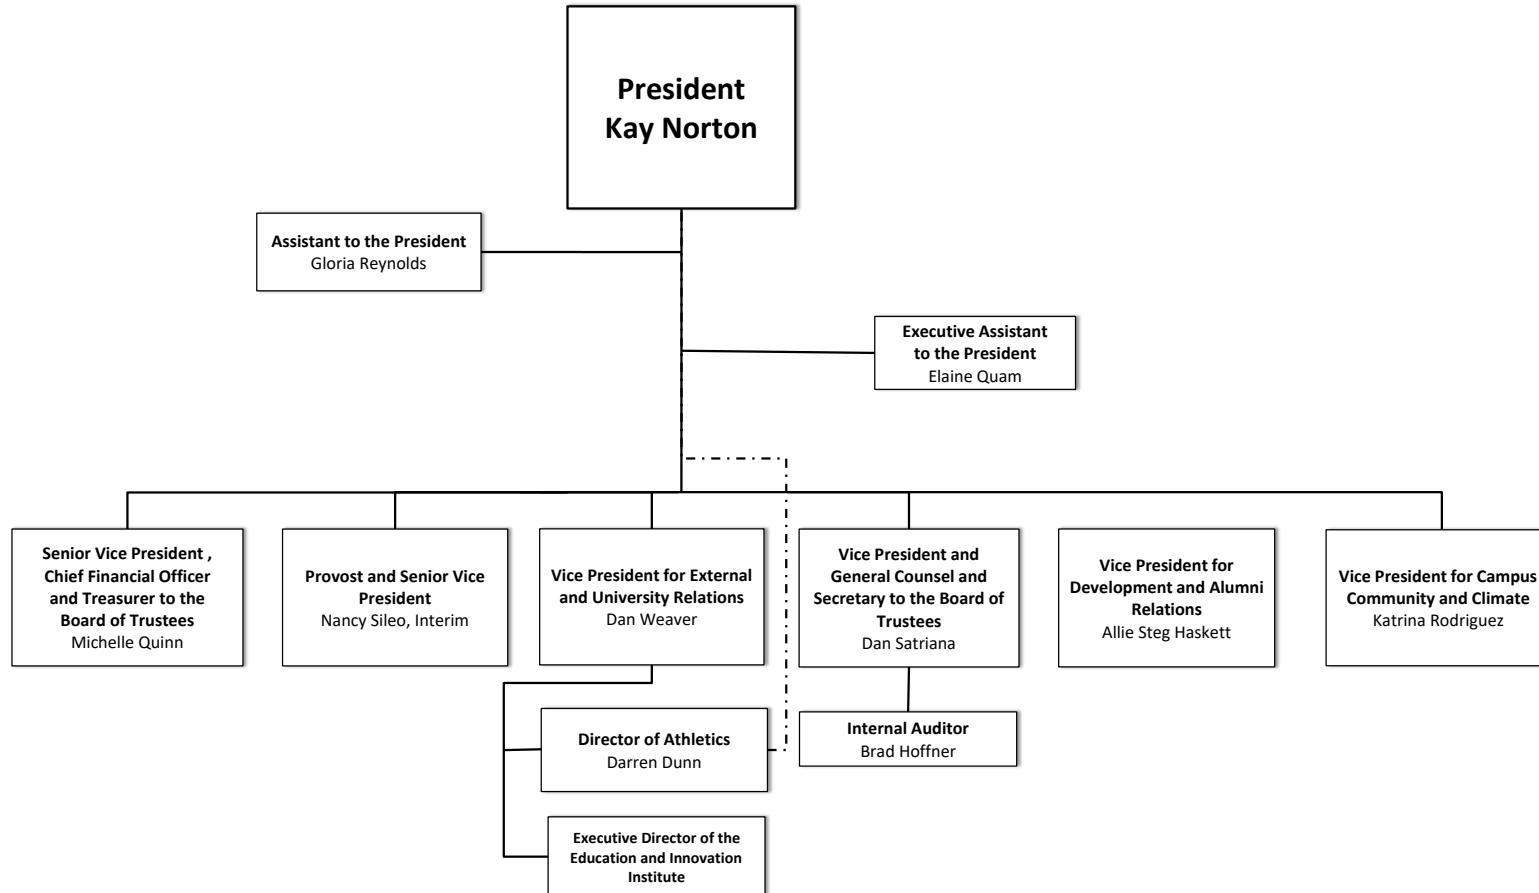 President
Kay Norton
Assistant to the President
Gloria Reynolds
Executive Assistant
to the President
Elaine Quam
Senior Vice President ,
Chief Financial Officer
and Treasurer to the
Board of Trustees
Michelle Quinn
Provost and Senior Vice
President
Nancy Sileo, Interim
Vice President for External
and University Relations
Dan Weaver
Vice President and
General Counsel and
Secretary to the Board of
Trustees
Dan Satriana
Vice President for
Development and Alumni
Relations
Allie Steg Haskett
Vice President for Campus
Community and Climate
Katrina Rodriguez
Director of Athletics
Darren Dunn
Internal Auditor
Brad Hoffner
Executive Director of the
Education and Innovation
Institute